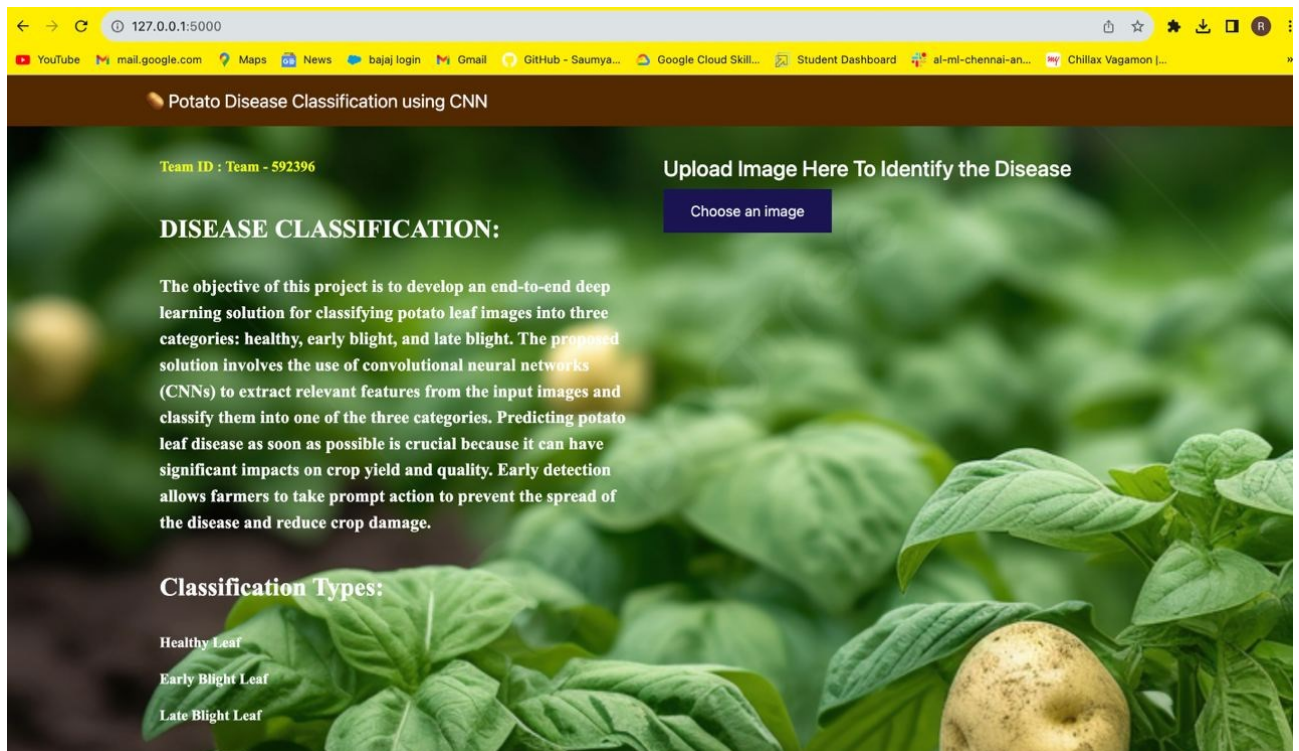 127.0.0.1:5000
R
YouTube mail.google.com Maps News bajaj login Gmail GitHub - Saumya... Google Cloud Skill... Student Dashboard al-ml-chennai-an... Chillax Vagamon |... »
Potato Disease Classification using CNN
Team ID : Team - 592396
Upload Image Here To Identify the Disease
Choose an image
DISEASE CLASSIFICATION:
The objective of this project is to develop an end-to-end deep
learning solution for classifying potato leaf images into three
categories: healthy, early blight, and late blight. The proposed
solution involves the use of convolutional neural networks
(CNNs) to extract relevant features from the input images and
classify them into one of the three categories. Predicting potato
leaf disease as soon as possible is crucial because it can have
significant impacts on crop yield and quality. Early detection
allows farmers to take prompt action to prevent the spread of
the disease and reduce crop damage.
Classification Types:
Healthy Leaf
Early Blight Leaf
Late Blight Leaf